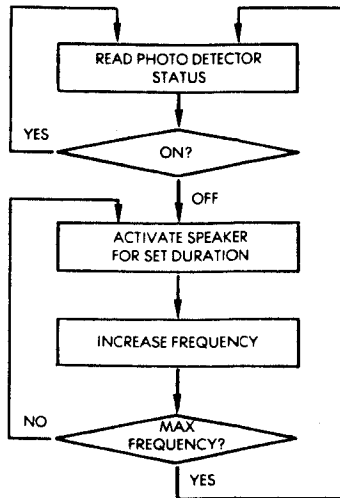 READ PHOTO DETECTOR
STATUS
YES
ON?
OFF
ACTIVATE SPEAKER
FOR SET DURATION
INCREASE FREQUENCY
NO
MAX
FREQUENCY?
YES